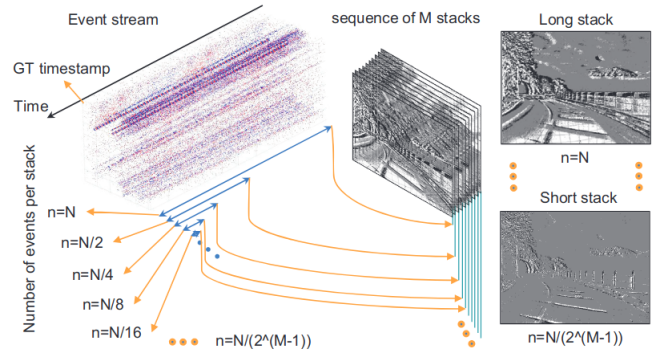 Event stream
sequence of M stacks
Long stack
GT timestamp
Time
n=N
Number of events per stack
Short stack
n=N
n=N/2
n=N/4
n=N/8
n=N/16
n=N/(2^(M-1))
n=N/(2^(M-1))